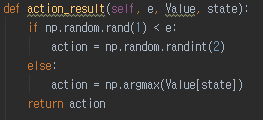 def action_result(self, e, Value, state):
    if np.random.rand(1) < e:
        action = np.random.randint(2)
    else:
        action = np.argmax(Value[state])
    return action